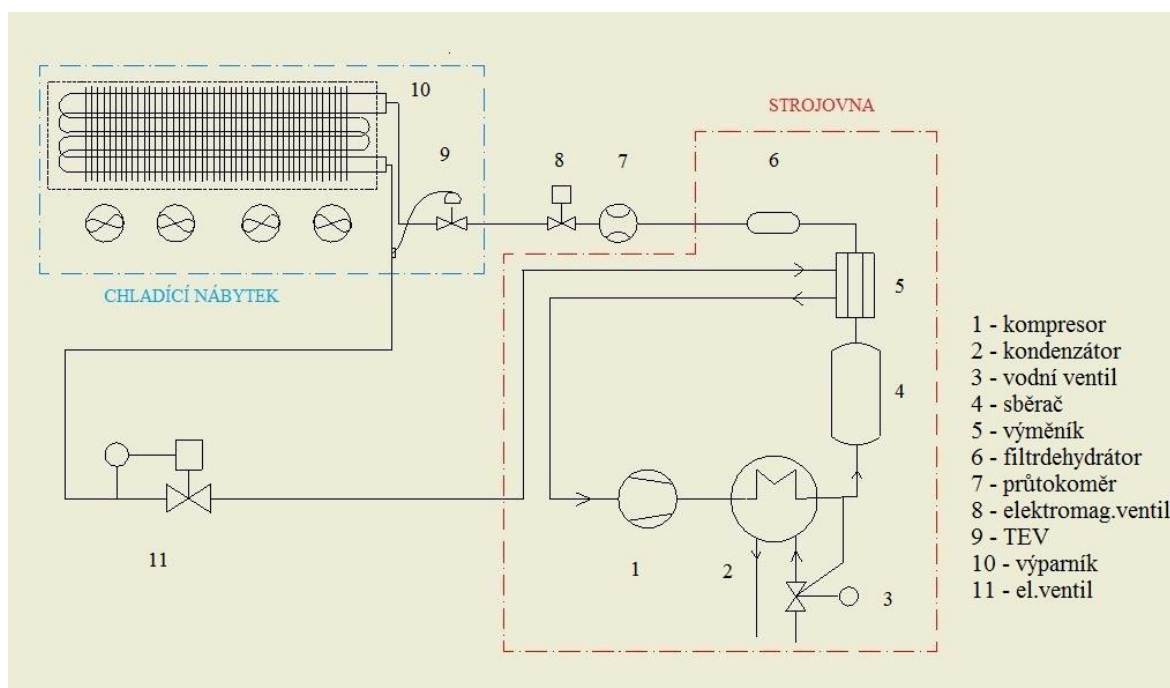 10
STROJOVNA
9
8
7
6
CHLADÍCÍ NÁBYTEK
5
4
11
1
2
3
1 - kompresor
2 - kondenzátor
3 - vodní ventil
4 - sběrač
5 - výměník
6 - filtrdehydrátor
7 - průtokoměr
8 - elektromag.ventil
9 - TEV
10 - výparník
11 - el.ventil